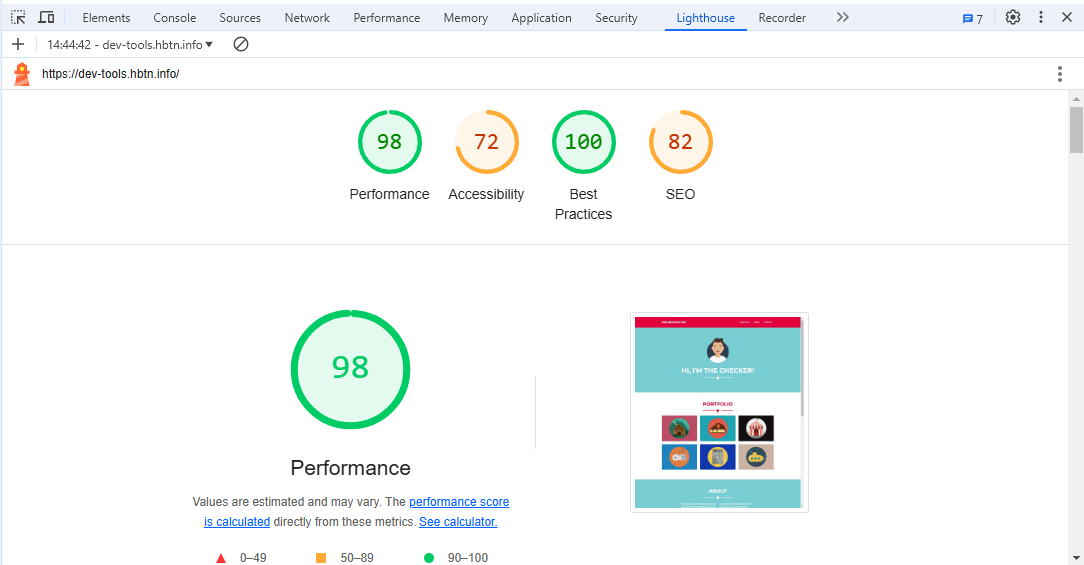 Elements Console Sources Network Performance Memory Application Security Lighthouse Recorder 7
14:44:42 - dev-tools.hbtn.info
https://dev-tools.hbtn.info/
98 72 100 82
Performance Accessibility Best Practices SEO
98
Performance
Values are estimated and may vary. The performance score
is calculated directly from these metrics. See calculator.
0–49 50–89 90–100
HI, I'M THE CHECKER!
PORTFOLIO
ABOUT